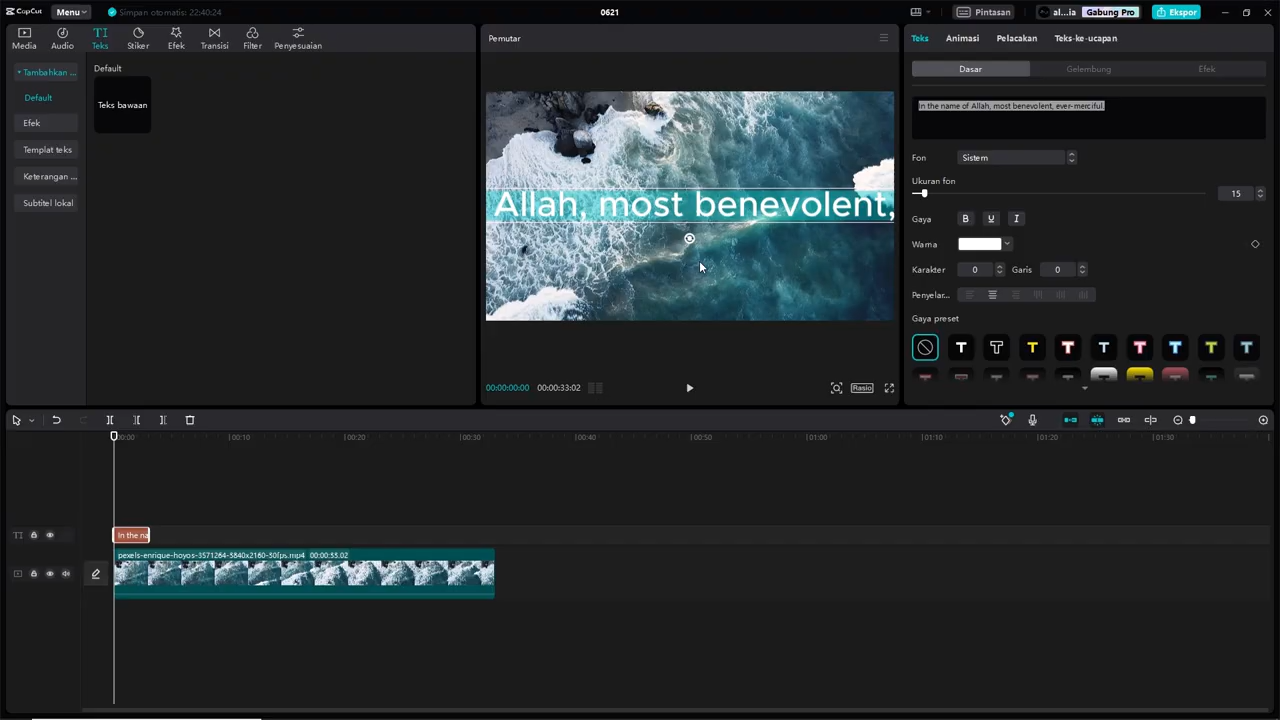 CapCut Menu Simpan otomatis: 22:40:24 0621 Pintasan al...ia Gabung Pro Ekspor
Media Audio Teks Stiker Efek Transisi Filter Penyesuaian
Tambahkan ...
Default
Efek
Templat teks
Keterangan ...
Subtitel lokal
Default
Teks bawaan
Pemutar
Allah, most benevolent,
00:00:00:00 00:00:33:02 Rasio
Teks Animasi Pelacakan Teks-ke-ucapan
Dasar Gelembung Efek
In the name of Allah, most benevolent, ever-merciful.
Fon Sistem
Ukuran fon
15
Gaya B U I
Warna
Karakter 0 Garis 0
Penyelar...
Gaya preset
00:00 00:10 00:20 00:30 00:40 00:50 01:00 01:10 01:20 01:30
In the na
pexels-enrique-hoyos-3571264-3840x2160-30fps.mp4 00:00:33:02